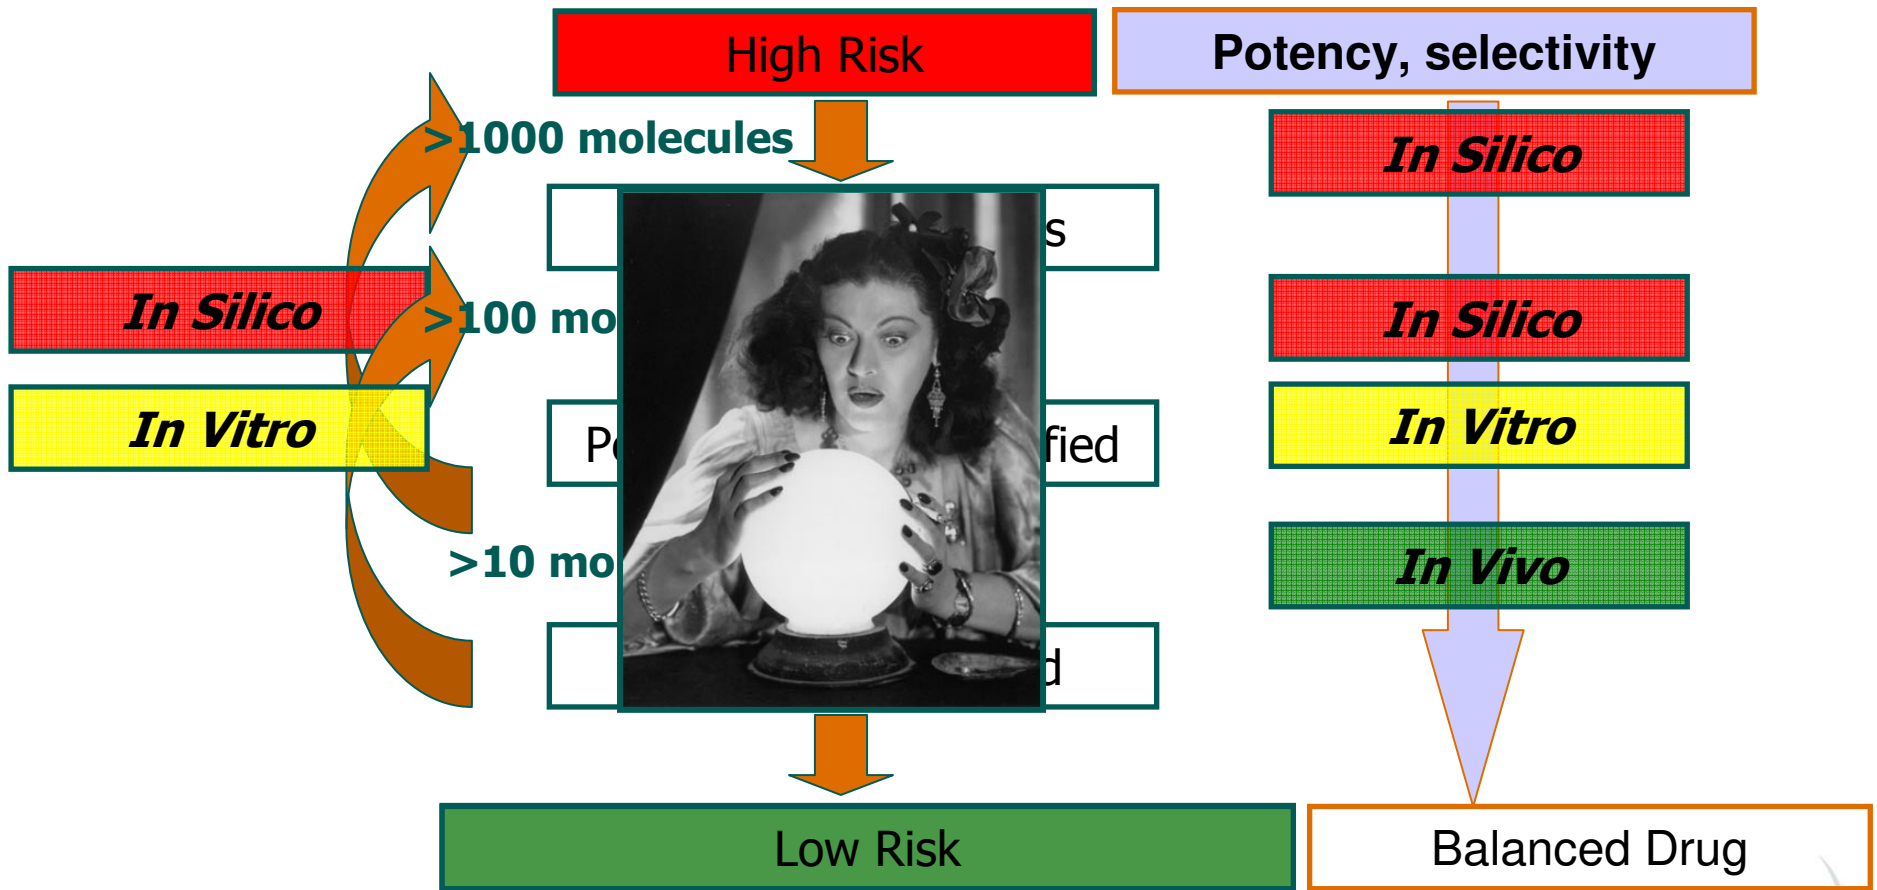 High Risk
Potency, selectivity
>1000 molecules
In Silico
In Silico
>100 mo
In Silico
In Vitro
In Vitro
fied
>10 mo
In Vivo
Low Risk
Balanced Drug